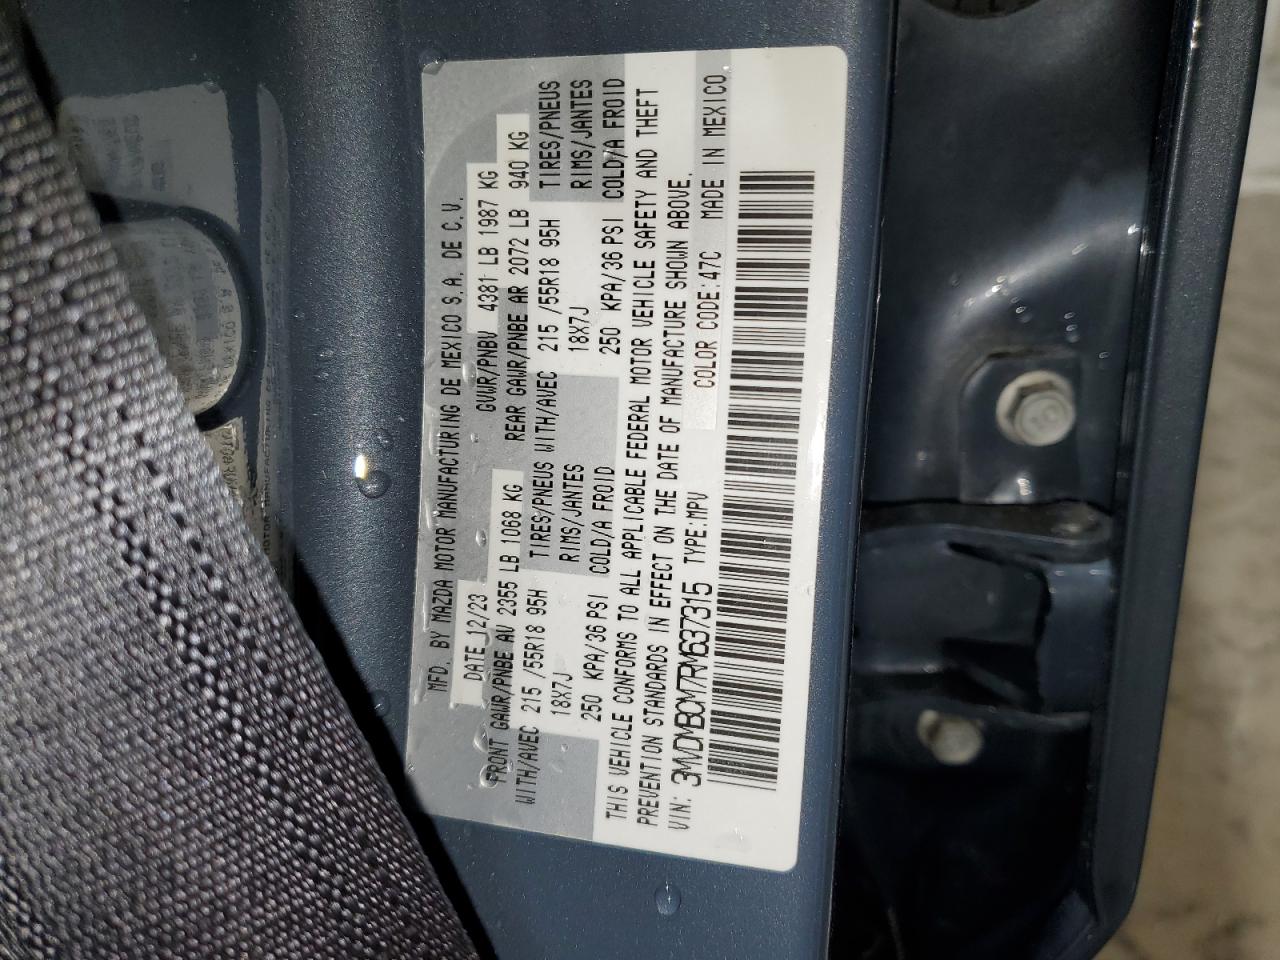 MFD. BY MAZDA MOTOR MANUFACTURING DE MEXICO S.A. DE C.V.
DATE 12/23 GVWR/PNBV 4381 LB 1987 KG
FRONT GAWR/PNBE AV 2355 LB 1068 KG REAR GAWR/PNBE AR 2072 LB 940 KG
WITH/AVEC 215 /55R18 95H TIRES/PNEUS WITH/AVEC 215 /55R18 95H TIRES/PNEUS
18X7J RIMS/JANTES 18X7J RIMS/JANTES
250 KPA/36 PSI COLD/A FROID 250 KPA/36 PSI COLD/A FROID
THIS VEHICLE CONFORMS TO ALL APPLICABLE FEDERAL MOTOR VEHICLE SAFETY AND THEFT
PREVENTION STANDARDS IN EFFECT ON THE DATE OF MANUFACTURE SHOWN ABOVE.
VIN: 3MVDMBCM7RM637315 TYPE:MPV COLOR CODE:47C MADE IN MEXICO